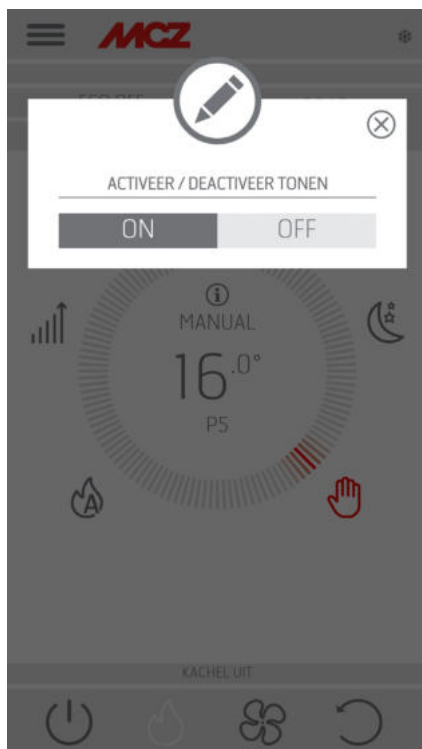 MCZ
ACTIVEER / DEACTIVEER TONEN
ON OFF
MANUAL
16.0°
P5
A
KACHEL UIT